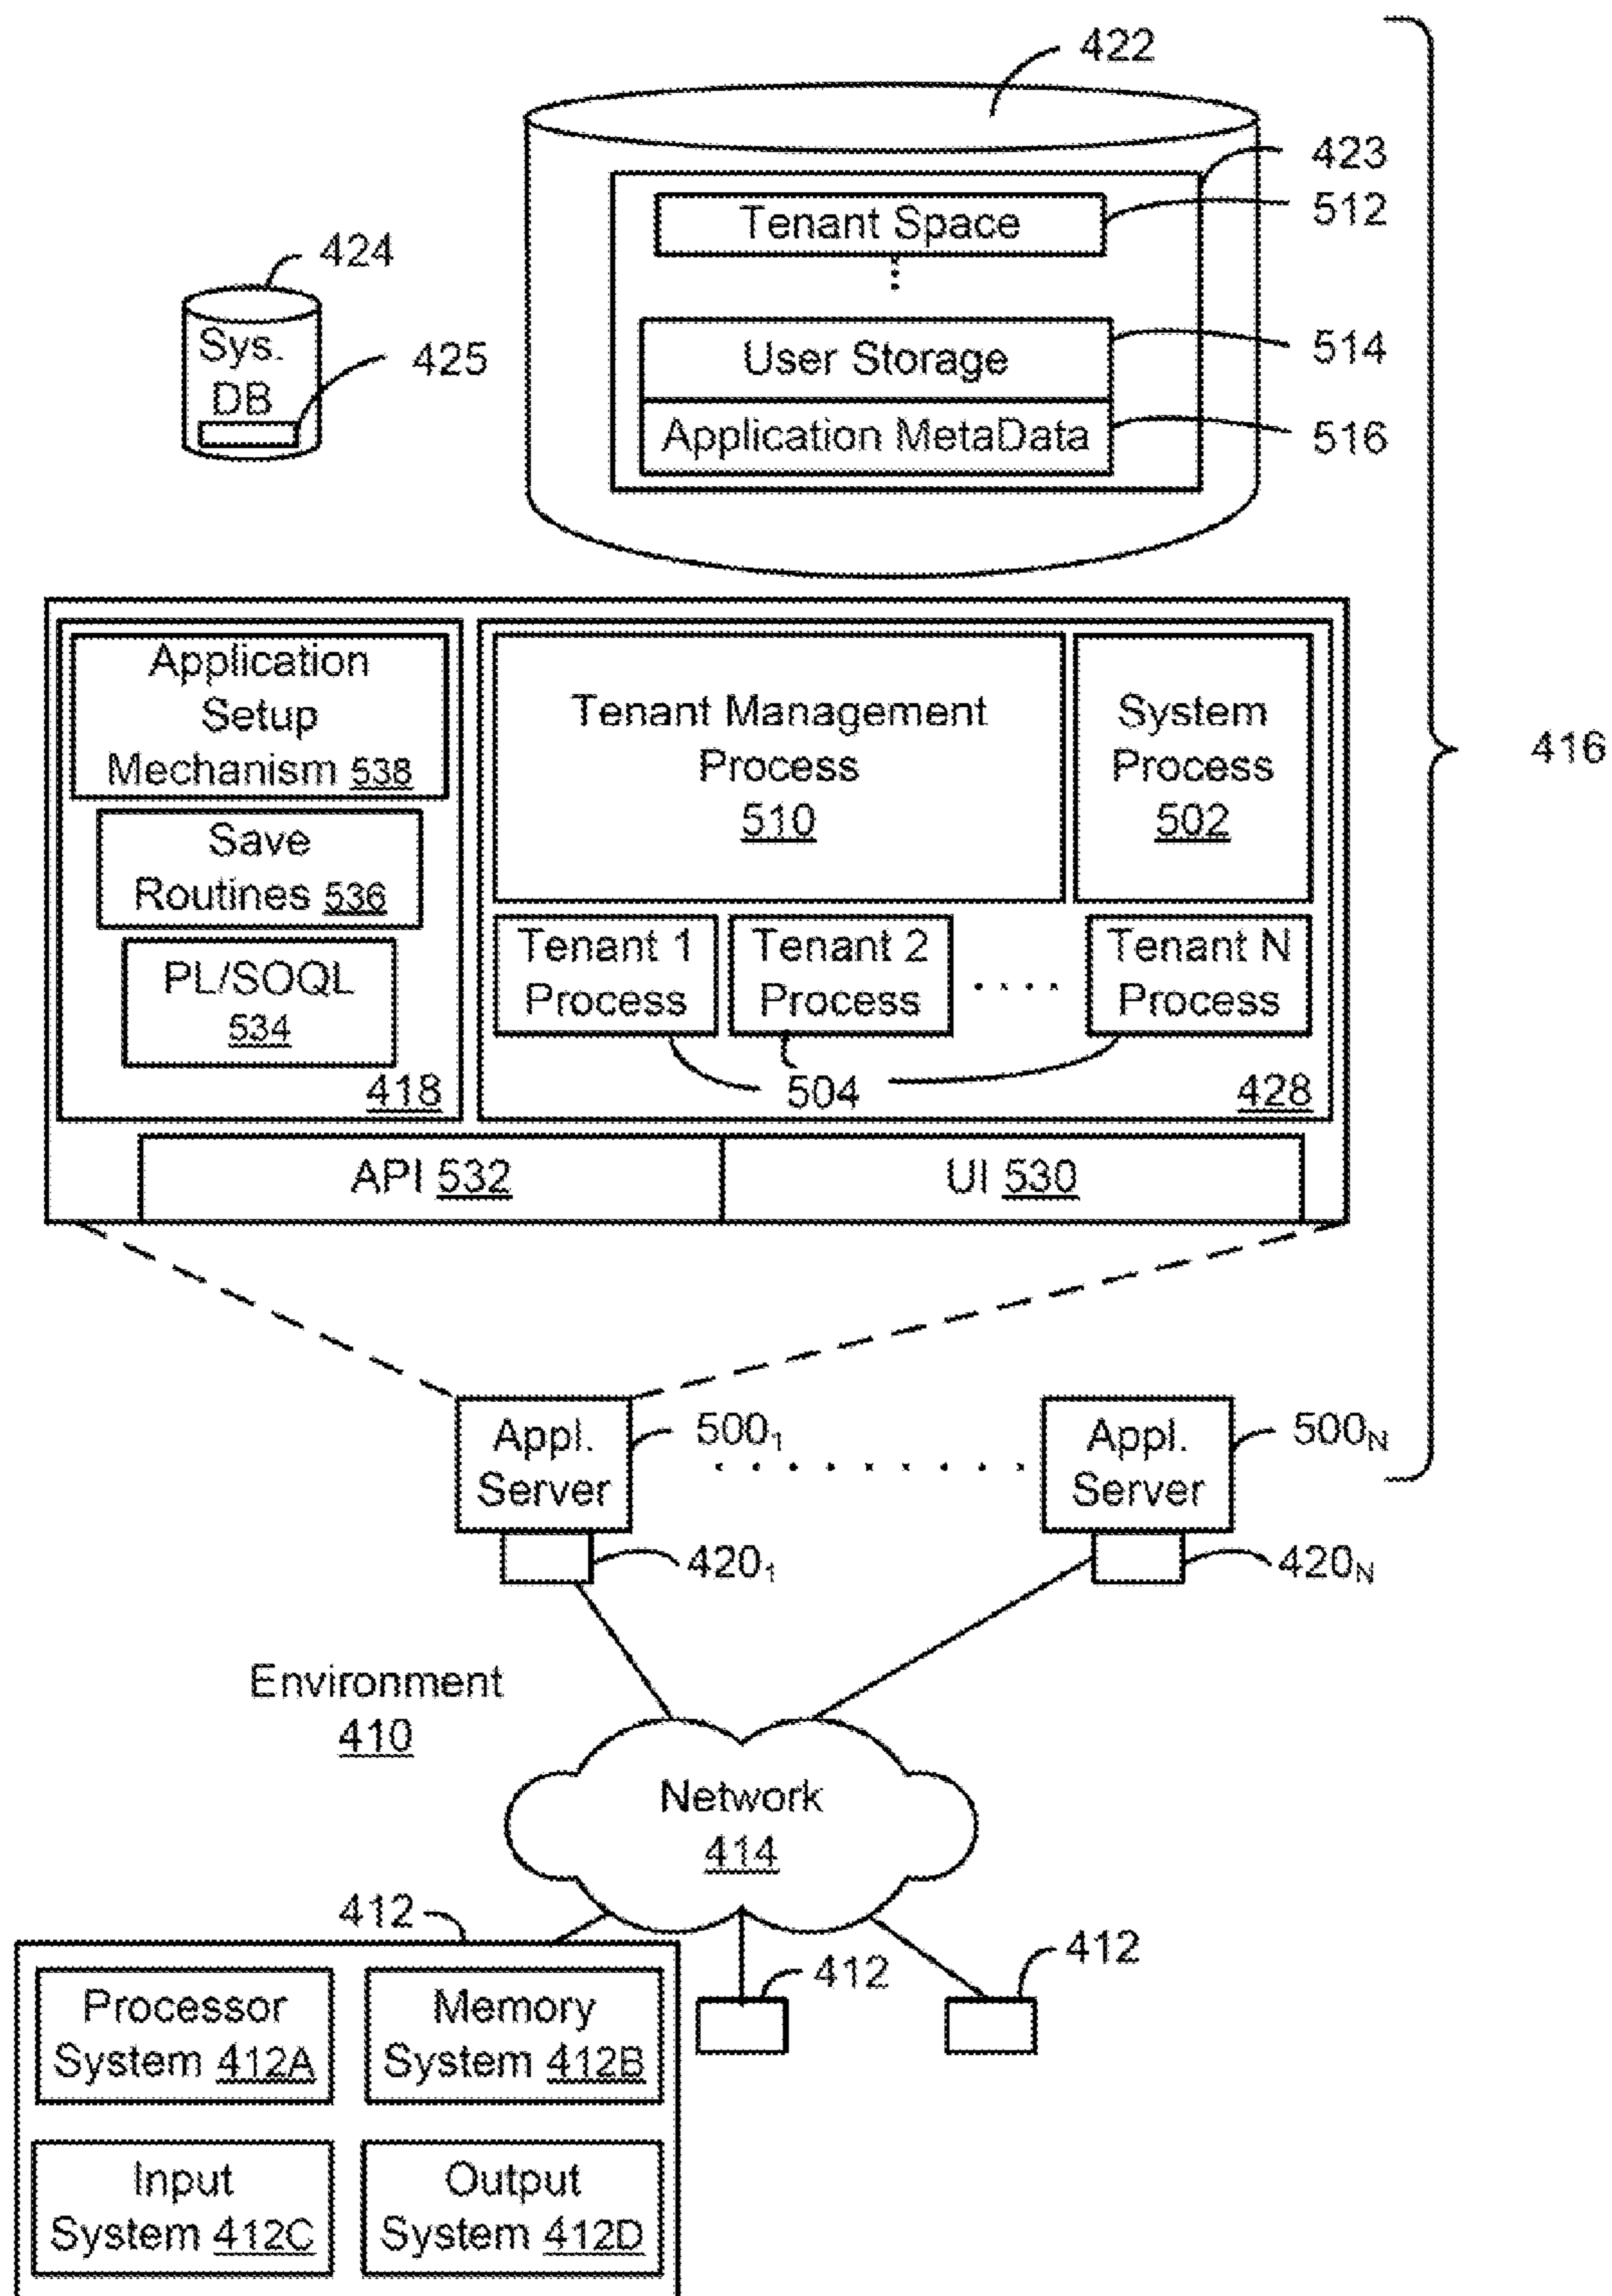 422
423
Tenant Space
512
424
Sys.
DB
425
User Storage
514
Application MetaData
516
416
Application
Setup
Mechanism 538
Save
Routines 536
PL/SOQL
534
418
Tenant Management
Process
510
System
Process
502
Tenant 1
Process
Tenant 2
Process
Tenant N
Process
504
428
API 532
UI 530
Appl.
Server
500₁
Appl.
Server
500ₙ
420₁
420ₙ
Environment
410
Network
414
412
412
412
Processor
System 412A
Memory
System 412B
Input
System 412C
Output
System 412D